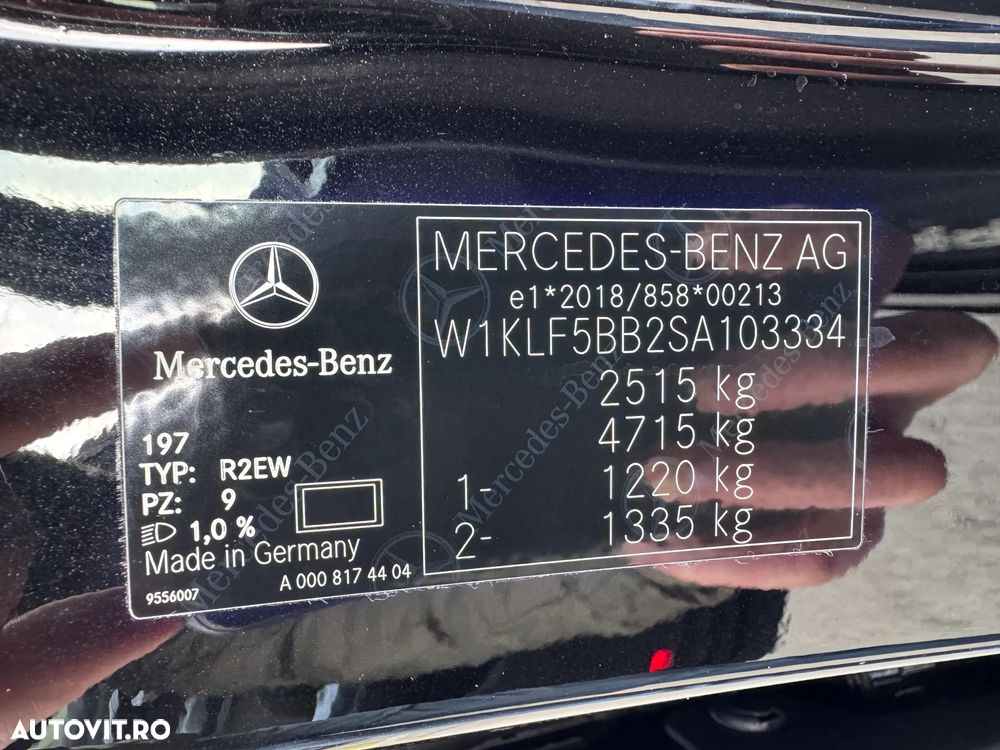 Mercedes-Benz
197
TYP: R2EW
PZ: 9
1,0 %
Made in Germany
9556007
A 000 817 44 04
MERCEDES-BENZ AG
e1*2018/858*00213
W1KLF5BB2SA103334
2515 kg
4715 kg
1- 1220 kg
2- 1335 kg
AUTOVIT.RO